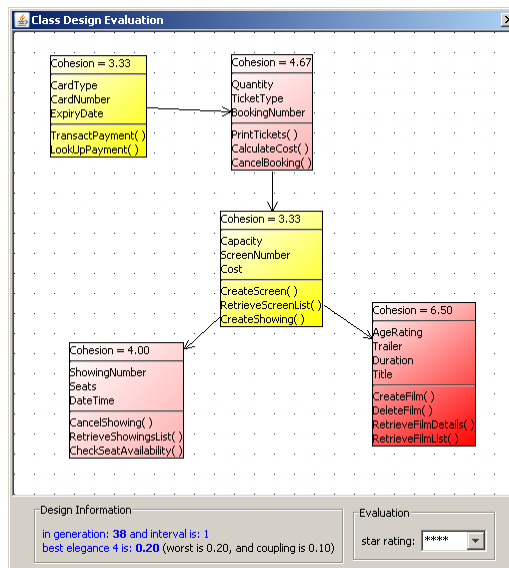 Class Design Evaluation
Cohesion = 3.33
CardType
CardNumber
ExpiryDate
TransactPayment( )
LookUpPayment( )
Cohesion = 4.67
Quantity
TicketType
BookingNumber
PrintTickets( )
CalculateCost( )
CancelBooking( )
Cohesion = 3.33
Capacity
ScreenNumber
Cost
CreateScreen( )
RetrieveScreenList( )
CreateShowing( )
Cohesion = 4.00
ShowingNumber
Seats
DateTime
CancelShowing( )
RetrieveShowingsList( )
CheckSeatAvailability( )
Cohesion = 6.50
AgeRating
Trailer
Duration
Title
CreateFilm( )
DeleteFilm( )
RetrieveFilmDetails( )
RetrieveFilmList( )
Design Information
in generation: 38 and interval is: 1
best elegance 4 is: 0.20 (worst is 0.20, and coupling is 0.10)
Evaluation
star rating: ****